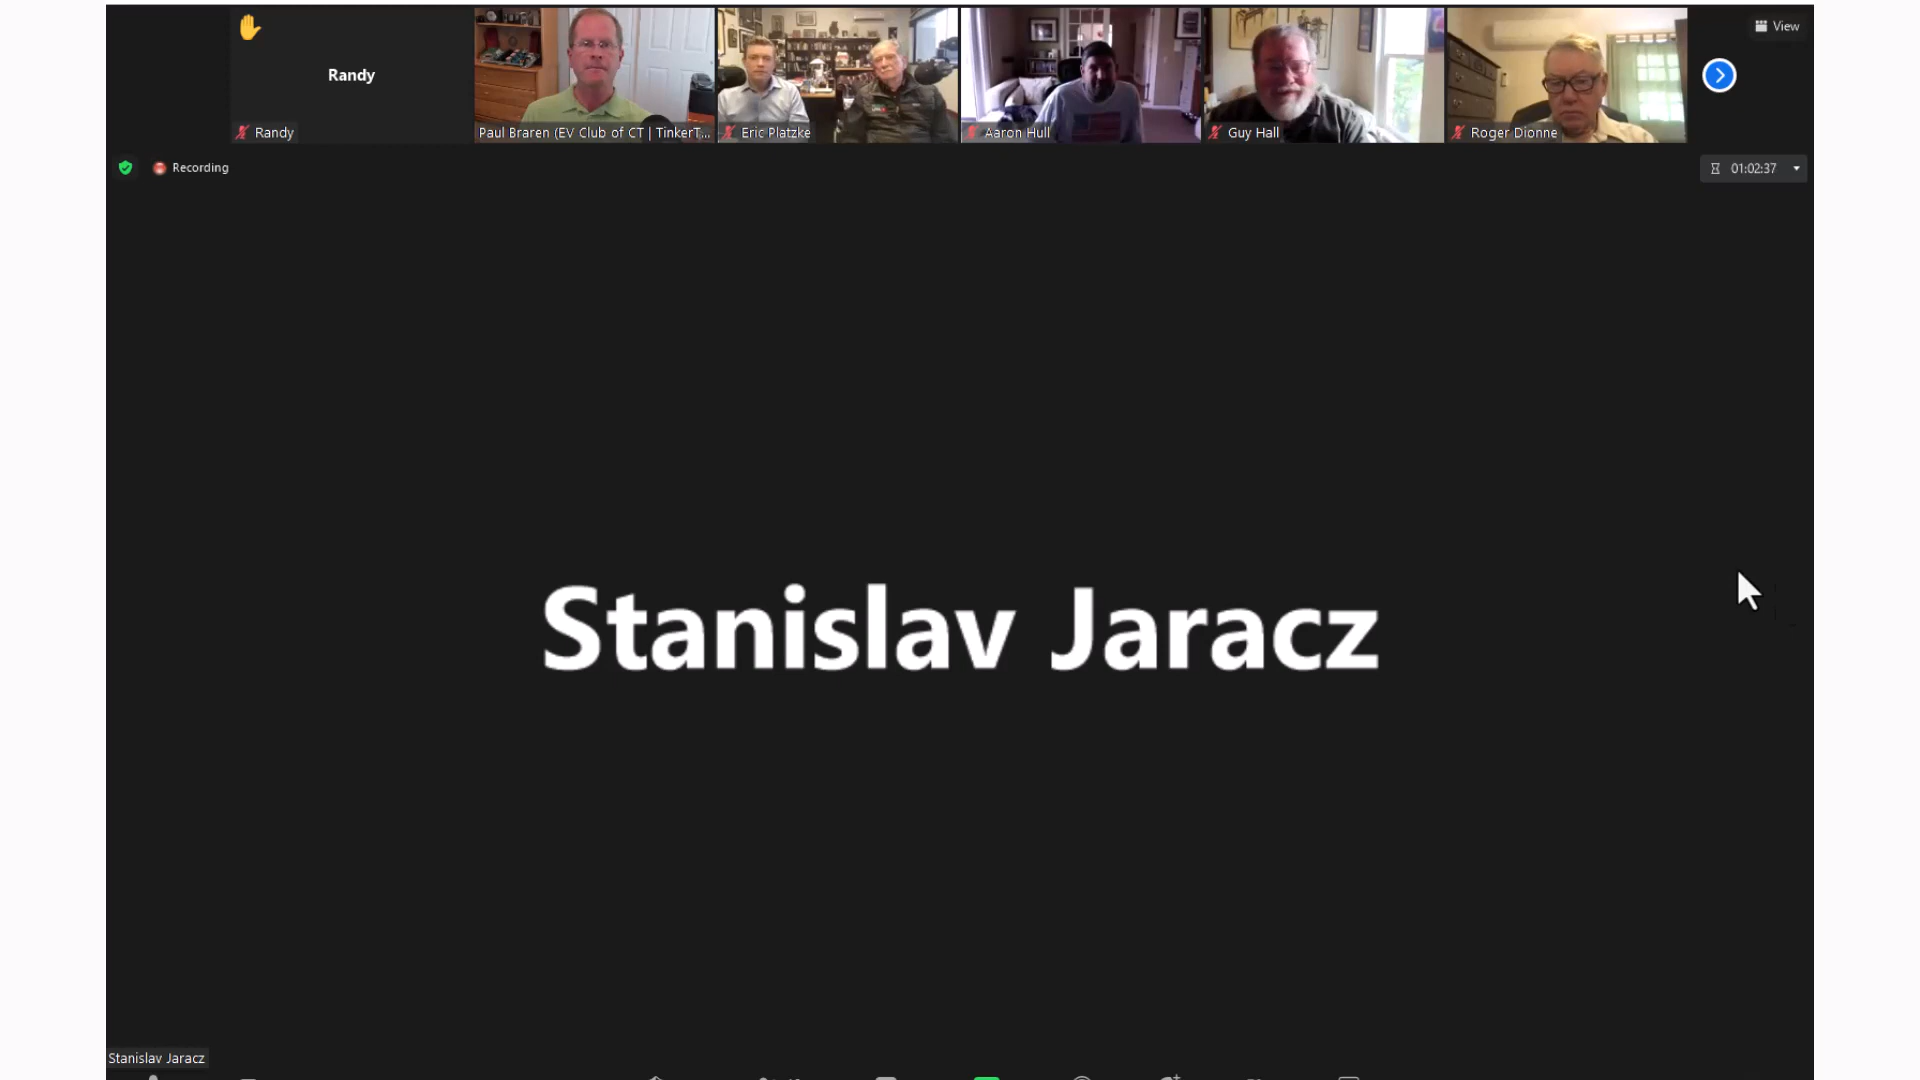 Randy
View
Randy
Paul Braren (EV Club of CT | TinkerT...
Eric Platzke
Aaron Hull
Guy Hall
Roger Dionne
Recording
01:02:37
Stanislav Jaracz
Stanislav Jaracz